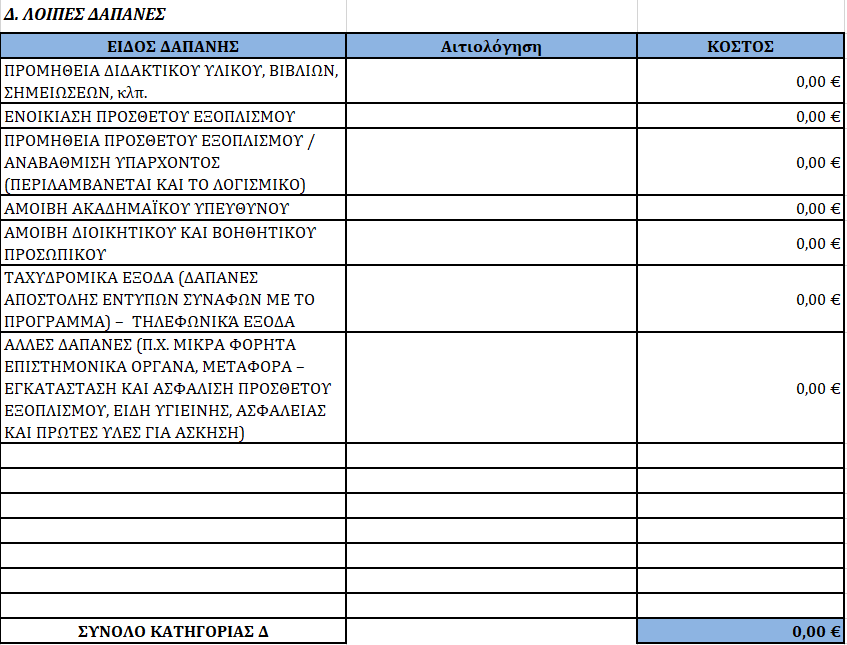 Δ. ΛΟΙΠΕΣ ΔΑΠΑΝΕΣ
ΕΙΔΟΣ ΔΑΠΑΝΗΣ Αιτιολόγηση ΚΟΣΤΟΣ
ΠΡΟΜΗΘΕΙΑ ΔΙΔΑΚΤΙΚΟΥ ΥΛΙΚΟΥ, ΒΙΒΛΙΩΝ,
ΣΗΜΕΙΩΣΕΩΝ, κλπ.
0,00 €
ΕΝΟΙΚΙΑΣΗ ΠΡΟΣΘΕΤΟΥ ΕΞΟΠΛΙΣΜΟΥ 0,00 €
ΠΡΟΜΗΘΕΙΑ ΠΡΟΣΘΕΤΟΥ ΕΞΟΠΛΙΣΜΟΥ /
ΑΝΑΒΑΘΜΙΣΗ ΥΠΑΡΧΟΝΤΟΣ
(ΠΕΡΙΛΑΜΒΑΝΕΤΑΙ ΚΑΙ ΤΟ ΛΟΓΙΣΜΙΚΟ)
0,00 €
ΑΜΟΙΒΗ ΑΚΑΔΗΜΑΪΚΟΥ ΥΠΕΥΘΥΝΟΥ 0,00 €
ΑΜΟΙΒΗ ΔΙΟΙΚΗΤΙΚΟΥ ΚΑΙ ΒΟΗΘΗΤΙΚΟΥ
ΠΡΟΣΩΠΙΚΟΥ
0,00 €
ΤΑΧΥΔΡΟΜΙΚΑ ΕΞΟΔΑ (ΔΑΠΑΝΕΣ
ΑΠΟΣΤΟΛΗΣ ΕΝΤΥΠΩΝ ΣΥΝΑΦΩΝ ΜΕ ΤΟ
ΠΡΟΓΡΑΜΜΑ) – ΤΗΛΕΦΩΝΙΚΆ ΕΞΟΔΑ
0,00 €
ΑΛΛΕΣ ΔΑΠΑΝΕΣ (Π.Χ. ΜΙΚΡΑ ΦΟΡΗΤΑ
ΕΠΙΣΤΗΜΟΝΙΚΑ ΟΡΓΑΝΑ, ΜΕΤΑΦΟΡΑ –
ΕΓΚΑΤΑΣΤΑΣΗ ΚΑΙ ΑΣΦΑΛΙΣΗ ΠΡΟΣΘΕΤΟΥ
ΕΞΟΠΛΙΣΜΟΥ, ΕΙΔΗ ΥΓΙΕΙΝΗΣ, ΑΣΦΑΛΕΙΑΣ
ΚΑΙ ΠΡΩΤΕΣ ΥΛΕΣ ΓΙΑ ΑΣΚΗΣΗ)
0,00 €
ΣΥΝΟΛΟ ΚΑΤΗΓΟΡΙΑΣ Δ 0,00 €